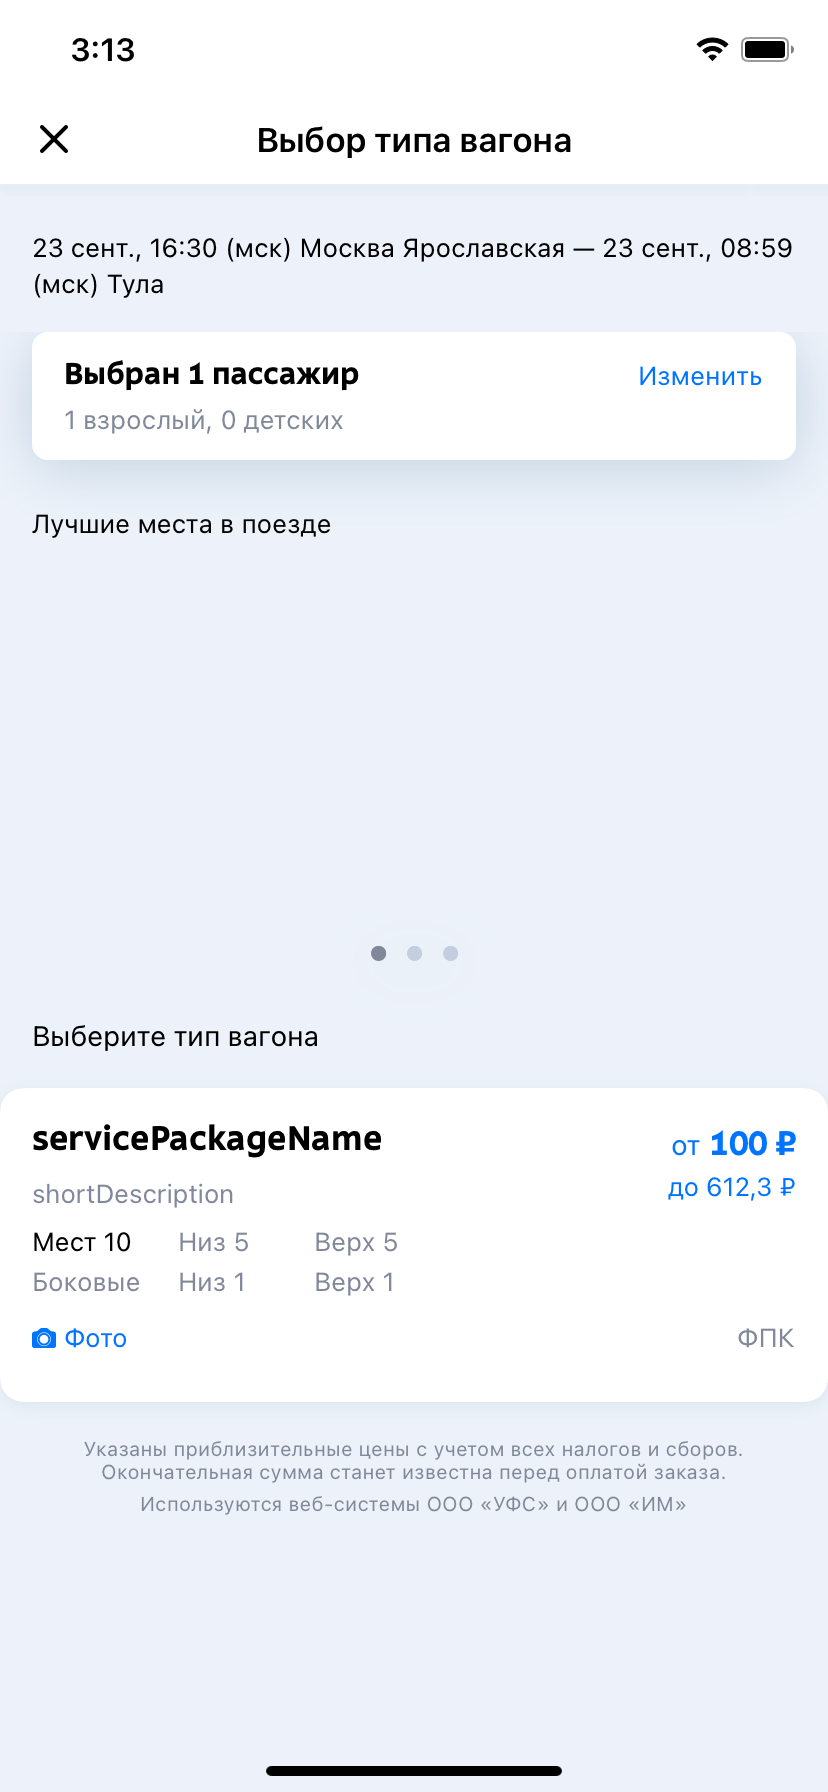 3:13
Выбор типа вагона
23 сент., 16:30 (мск) Москва Ярославская — 23 сент., 08:59
(мск) Тула
Выбран 1 пассажир
Изменить
1 взрослый, 0 детских
Лучшие места в поезде
Выберите тип вагона
servicePackageName
от 100 ₽
shortDescription
до 612,3 ₽
Мест 10 Низ 5 Верх 5
Боковые Низ 1 Верх 1
Фото
ФПК
Указаны приблизительные цены с учетом всех налогов и сборов.
Окончательная сумма станет известна перед оплатой заказа.
Используются веб-системы ООО «УФС» и ООО «ИМ»